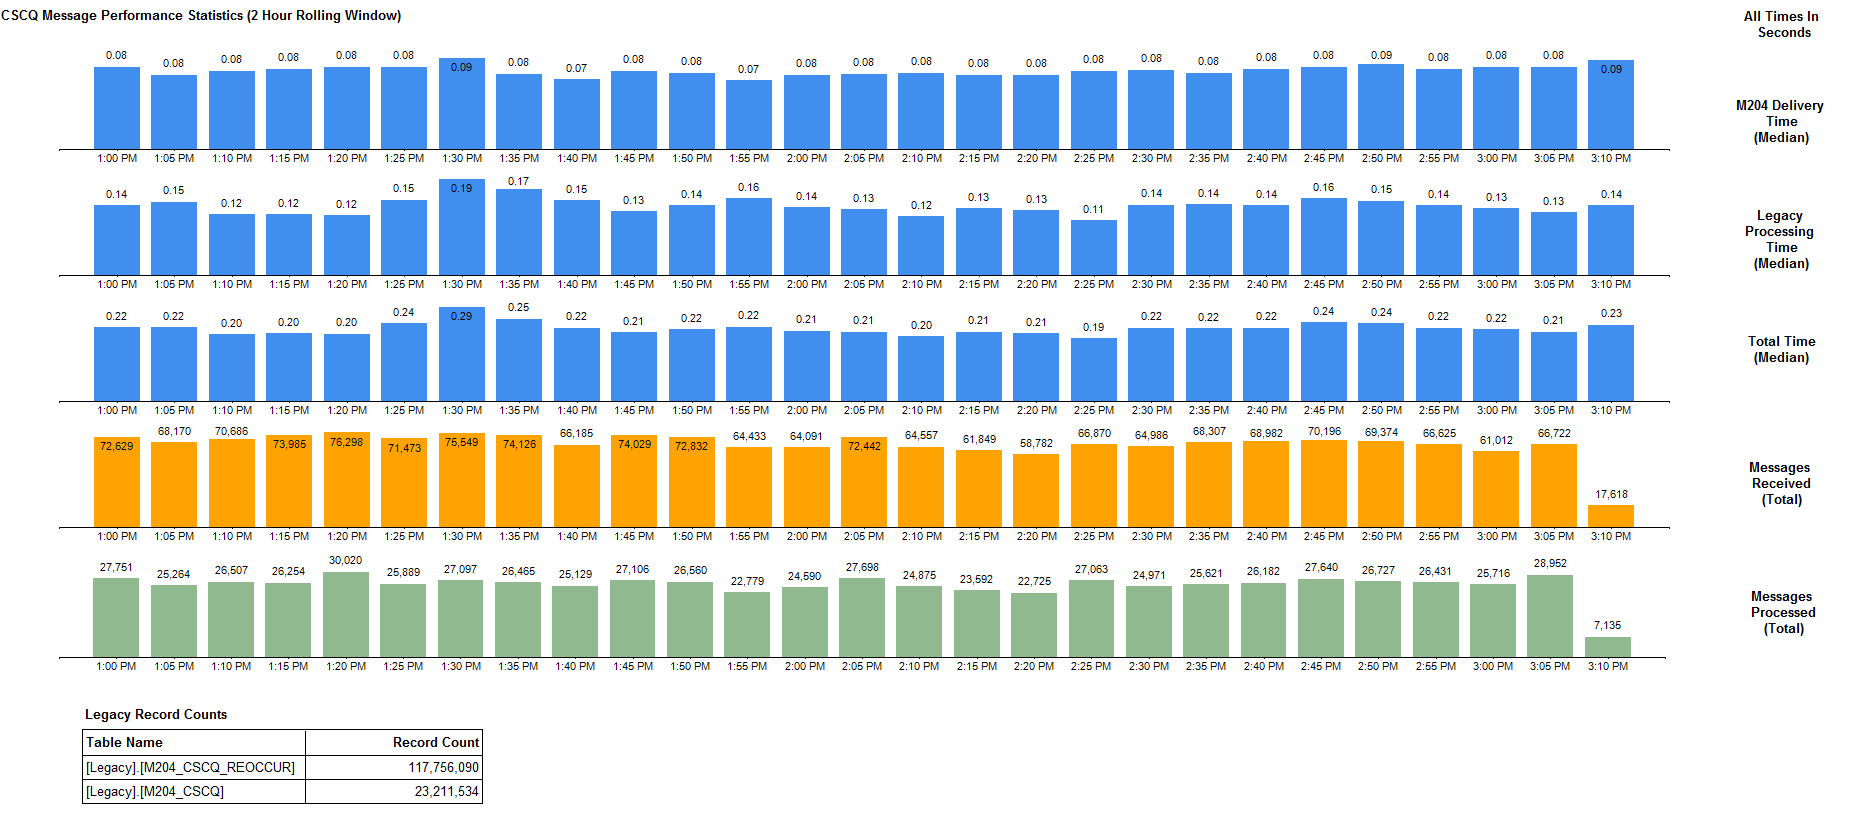 CSCQ Message Performance Statistics (2 Hour Rolling Window)
All Times In
Seconds
0.08 0.08 0.08 0.08 0.08 0.08 0.09 0.08 0.07 0.08 0.08 0.07 0.08 0.08 0.08 0.08 0.08 0.08 0.08 0.08 0.08 0.08 0.09 0.08 0.08 0.08 0.09
M204 Delivery
Time
(Median)
1:00 PM 1:05 PM 1:10 PM 1:15 PM 1:20 PM 1:25 PM 1:30 PM 1:35 PM 1:40 PM 1:45 PM 1:50 PM 1:55 PM 2:00 PM 2:05 PM 2:10 PM 2:15 PM 2:20 PM 2:25 PM 2:30 PM 2:35 PM 2:40 PM 2:45 PM 2:50 PM 2:55 PM 3:00 PM 3:05 PM 3:10 PM
0.14 0.15 0.12 0.12 0.12 0.15 0.19 0.17 0.15 0.13 0.14 0.16 0.14 0.13 0.12 0.13 0.13 0.11 0.14 0.14 0.14 0.16 0.15 0.14 0.13 0.13 0.14
Legacy
Processing
Time
(Median)
1:00 PM 1:05 PM 1:10 PM 1:15 PM 1:20 PM 1:25 PM 1:30 PM 1:35 PM 1:40 PM 1:45 PM 1:50 PM 1:55 PM 2:00 PM 2:05 PM 2:10 PM 2:15 PM 2:20 PM 2:25 PM 2:30 PM 2:35 PM 2:40 PM 2:45 PM 2:50 PM 2:55 PM 3:00 PM 3:05 PM 3:10 PM
0.22 0.22 0.20 0.20 0.20 0.24 0.29 0.25 0.22 0.21 0.22 0.22 0.21 0.21 0.20 0.21 0.21 0.19 0.22 0.22 0.22 0.24 0.24 0.22 0.22 0.21 0.23
Total Time
(Median)
1:00 PM 1:05 PM 1:10 PM 1:15 PM 1:20 PM 1:25 PM 1:30 PM 1:35 PM 1:40 PM 1:45 PM 1:50 PM 1:55 PM 2:00 PM 2:05 PM 2:10 PM 2:15 PM 2:20 PM 2:25 PM 2:30 PM 2:35 PM 2:40 PM 2:45 PM 2:50 PM 2:55 PM 3:00 PM 3:05 PM 3:10 PM
72,629 68,170 70,686 73,985 76,298 71,473 75,549 74,126 66,185 74,029 72,832 64,433 64,091 72,442 64,557 61,849 58,782 66,870 64,986 68,307 68,982 70,196 69,374 66,625 61,012 66,722 17,618
Messages
Received
(Total)
1:00 PM 1:05 PM 1:10 PM 1:15 PM 1:20 PM 1:25 PM 1:30 PM 1:35 PM 1:40 PM 1:45 PM 1:50 PM 1:55 PM 2:00 PM 2:05 PM 2:10 PM 2:15 PM 2:20 PM 2:25 PM 2:30 PM 2:35 PM 2:40 PM 2:45 PM 2:50 PM 2:55 PM 3:00 PM 3:05 PM 3:10 PM
27,751 25,264 26,507 26,254 30,020 25,889 27,097 26,465 25,129 27,106 26,560 22,779 24,590 27,698 24,875 23,592 22,725 27,063 24,971 25,621 26,182 27,640 26,727 26,431 25,716 28,952 7,135
Messages
Processed
(Total)
1:00 PM 1:05 PM 1:10 PM 1:15 PM 1:20 PM 1:25 PM 1:30 PM 1:35 PM 1:40 PM 1:45 PM 1:50 PM 1:55 PM 2:00 PM 2:05 PM 2:10 PM 2:15 PM 2:20 PM 2:25 PM 2:30 PM 2:35 PM 2:40 PM 2:45 PM 2:50 PM 2:55 PM 3:00 PM 3:05 PM 3:10 PM
Legacy Record Counts
Table Name Record Count
[Legacy].[M204_CSCQ_REOCCUR] 117,756,090
[Legacy].[M204_CSCQ] 23,211,534